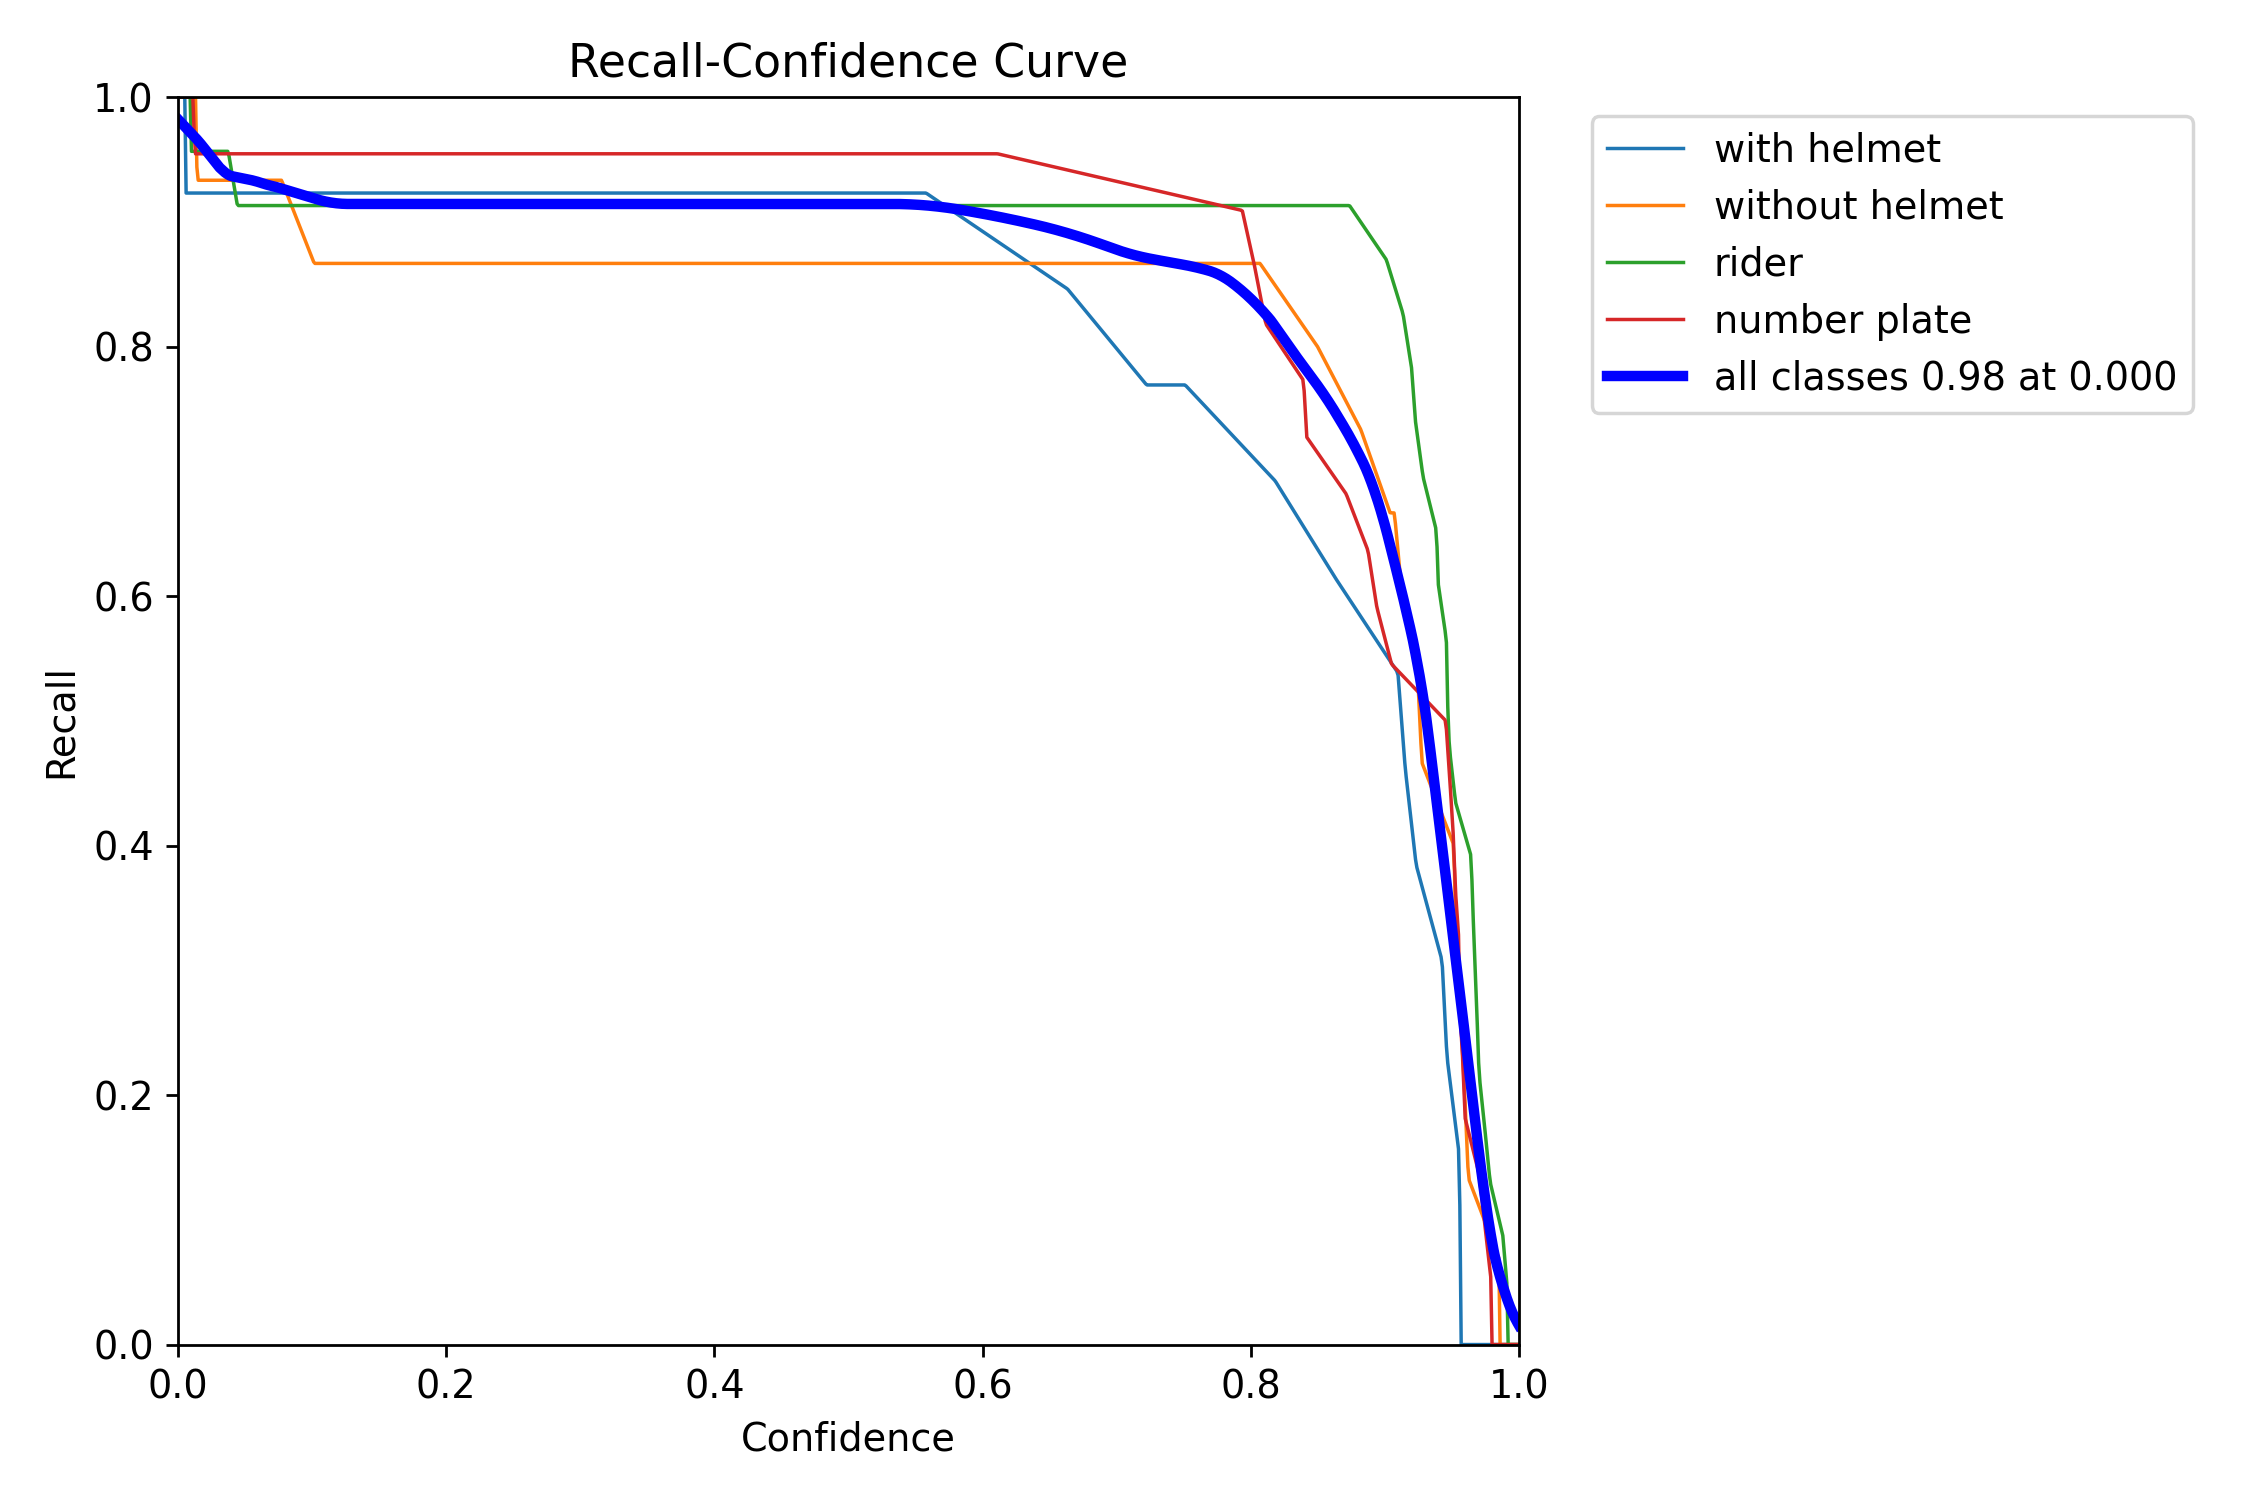 Recall-Confidence Curve
1.0
0.8
0.6
0.4
0.2
0.0
Recall
0.0 0.2 0.4 0.6 0.8 1.0
Confidence
with helmet
without helmet
rider
number plate
all classes 0.98 at 0.000